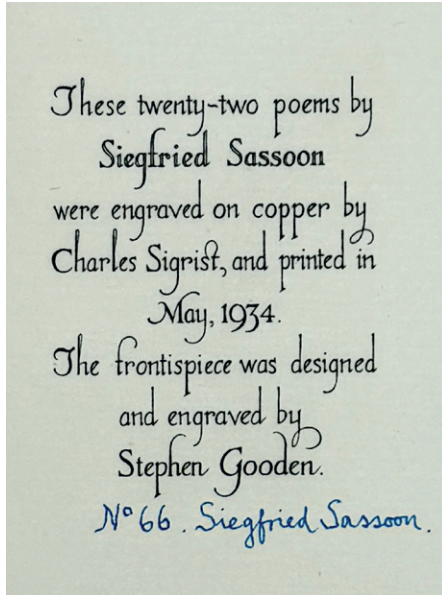 These twenty-two poems by
Siegfried Sassoon
were engraved on copper by
Charles Sigrist, and printed in
May, 1934.
The frontispiece was designed
and engraved by
Stephen Gooden.
Nº 66. Siegfried Sassoon.